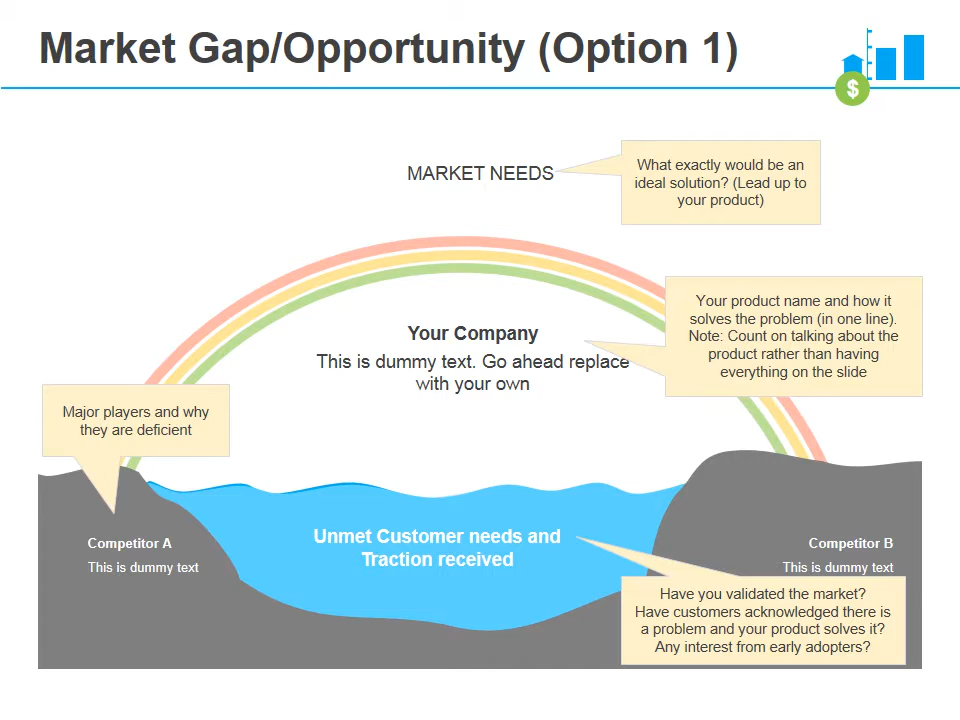 Market Gap/Opportunity (Option 1)
$
MARKET NEEDS
What exactly would be an
ideal solution? (Lead up to
your product)
Your product name and how it
solves the problem (in one line).
Note: Count on talking about the
product rather than having
everything on the slide
Your Company
This is dummy text. Go ahead replace
with your own
Major players and why
they are deficient
Unmet Customer needs and
Traction received
Competitor A
This is dummy text
Competitor B
This is dummy text
Have you validated the market?
Have customers acknowledged there is
a problem and your product solves it?
Any interest from early adopters?